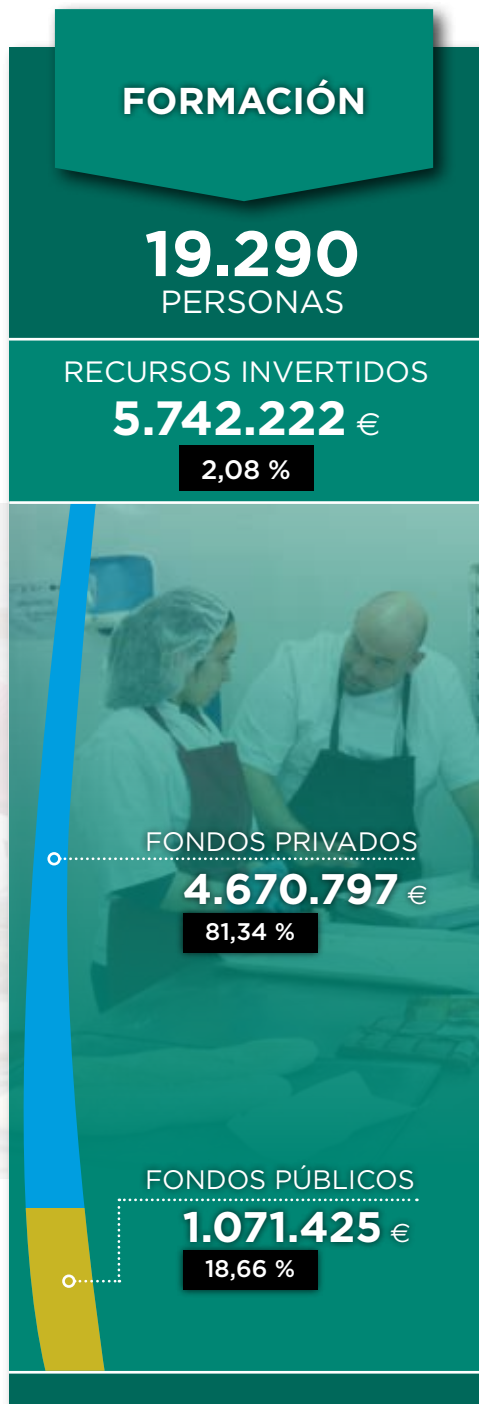 FORMACIÓN
19.290
PERSONAS
RECURSOS INVERTIDOS
5.742.222 €
2,08 %
FONDOS PRIVADOS
4.670.797 €
81,34 %
FONDOS PÚBLICOS
1.071.425 €
18,66 %